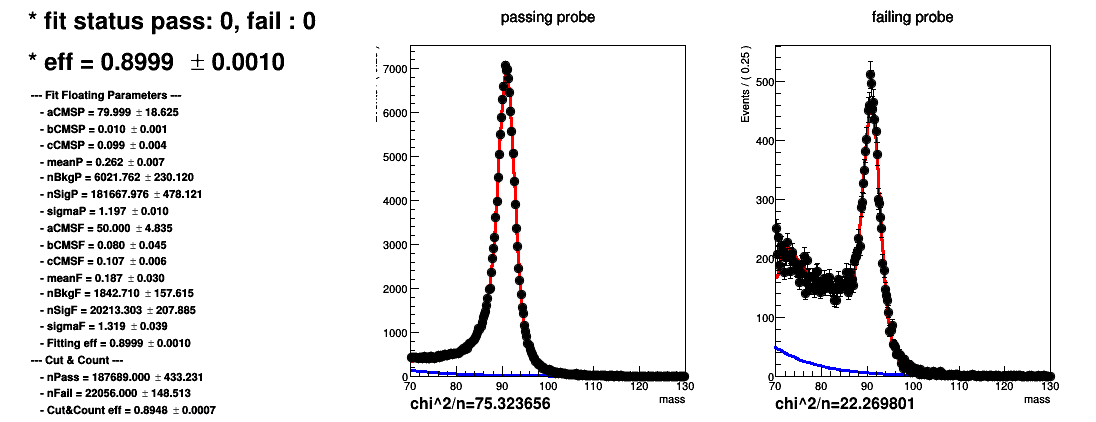 * fit status pass: 0, fail : 0
* eff = 0.8999 ± 0.0010
--- Fit Floating Parameters ---
- aCMSP = 79.999 ± 18.625
- bCMSP = 0.010 ± 0.001
- cCMSP = 0.099 ± 0.004
- meanP = 0.262 ± 0.007
- nBkgP = 6021.762 ± 230.120
- nSigP = 181667.976 ± 478.121
- sigmaP = 1.197 ± 0.010
- aCMSF = 50.000 ± 4.835
- bCMSF = 0.080 ± 0.045
- cCMSF = 0.107 ± 0.006
- meanF = 0.187 ± 0.030
- nBkgF = 1842.710 ± 157.615
- nSigF = 20213.303 ± 207.885
- sigmaF = 1.319 ± 0.039
- Fitting eff = 0.8999 ± 0.0010
--- Cut & Count ---
- nPass = 187689.000 ± 433.231
- nFail = 22056.000 ± 148.513
- Cut&Count eff = 0.8948 ± 0.0007
passing probe
7000
6000
5000
4000
3000
2000
1000
0
70 80 90 100 110 120 130
mass
chi^2/n=75.323656
failing probe
Events / ( 0.25 )
500
400
300
200
100
0
70 80 90 100 110 120 130
mass
chi^2/n=22.269801